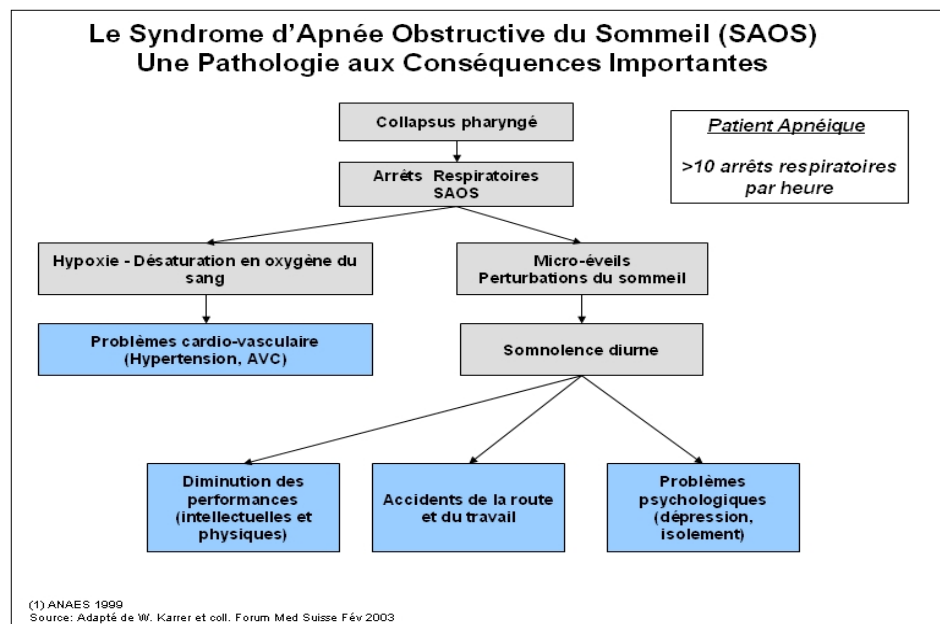 Le Syndrome d'Apnée Obstructive du Sommeil (SAOS)
Une Pathologie aux Conséquences Importantes
Collapsus pharyngé
Patient Apnéique
>10 arrêts respiratoires
par heure
Arrêts Respiratoires
SAOS
Hypoxie - Désaturation en oxygène du
sang
Micro-éveils
Perturbations du sommeil
Problèmes cardio-vasculaire
(Hypertension, AVC)
Somnolence diurne
Diminution des
performances
(intellectuelles et
physiques)
Accidents de la route
et du travail
Problèmes
psychologiques
(dépression,
isolement)
(1) ANAES 1999
Source: Adapté de W. Karrer et coll. Forum Med Suisse Fév 2003